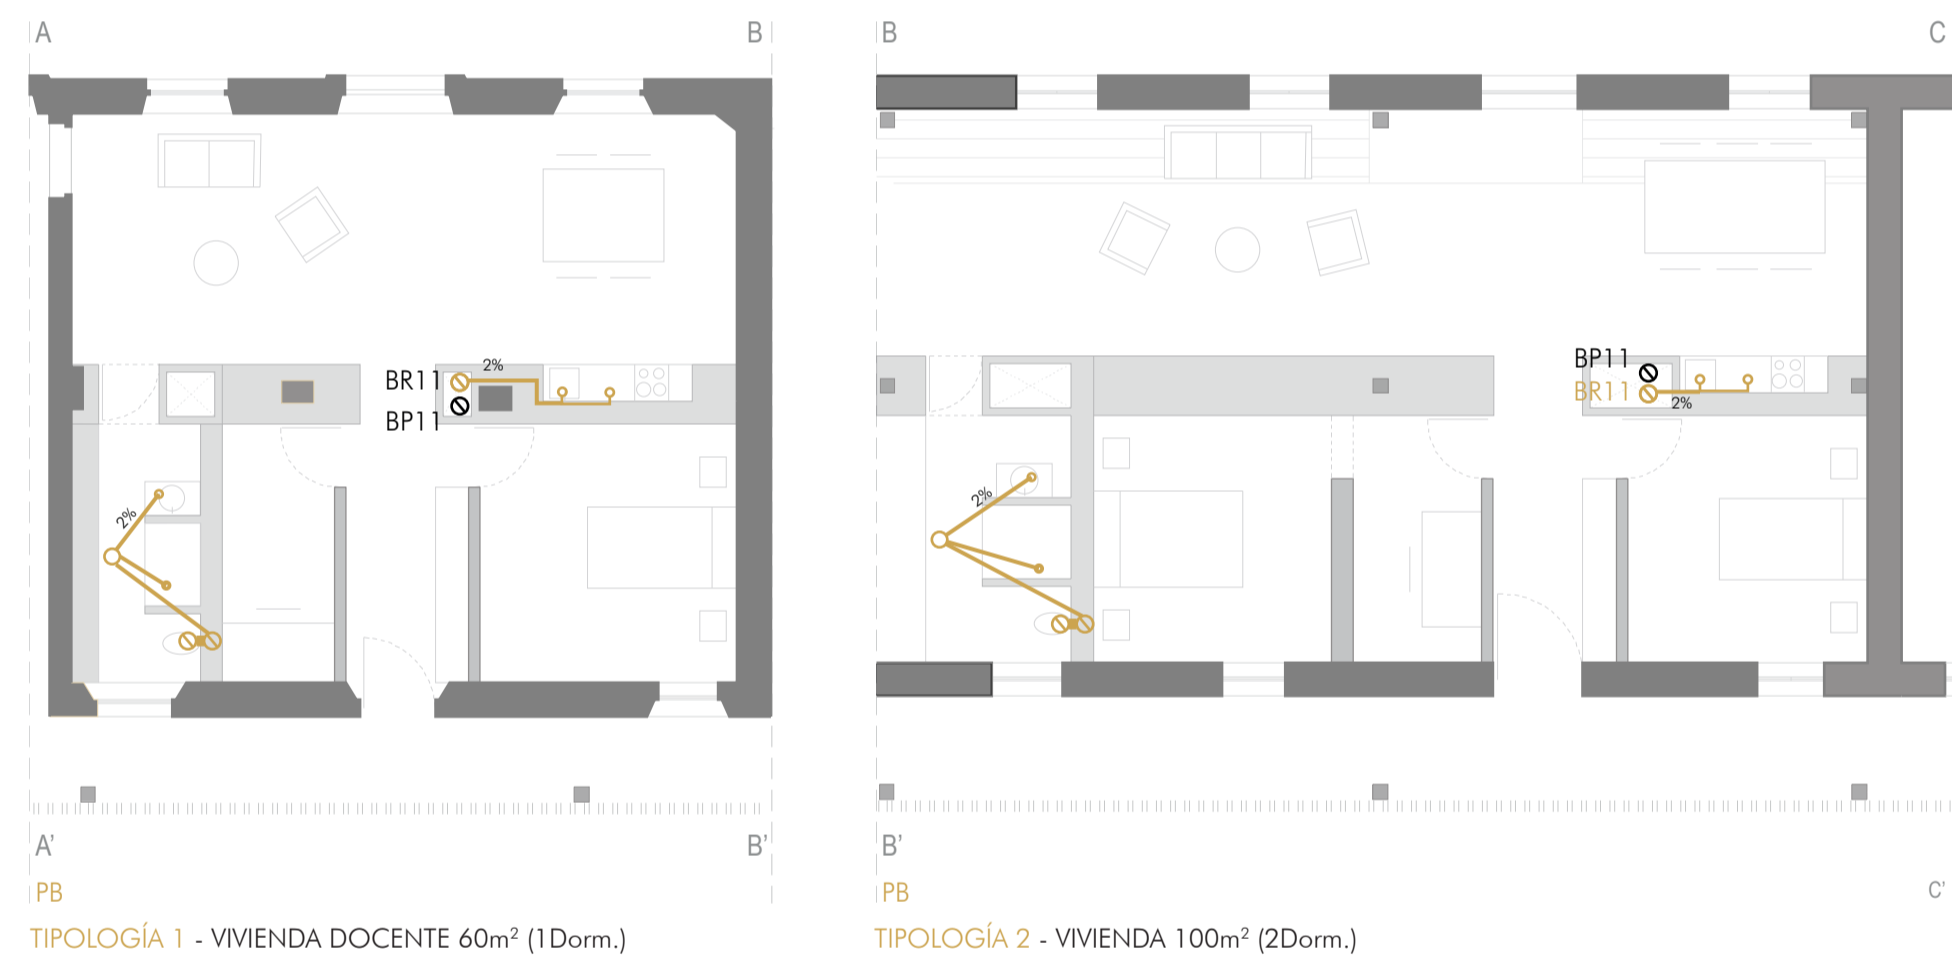 A
B
B
C
BR11
2%
BP11
2%
BP11
BR11
2%
2%
A'
B'
B'
PB
PB
C'
TIPOLOGÍA 1 - VIVIENDA DOCENTE 60m² (1Dorm.)
TIPOLOGÍA 2 - VIVIENDA 100m² (2Dorm.)